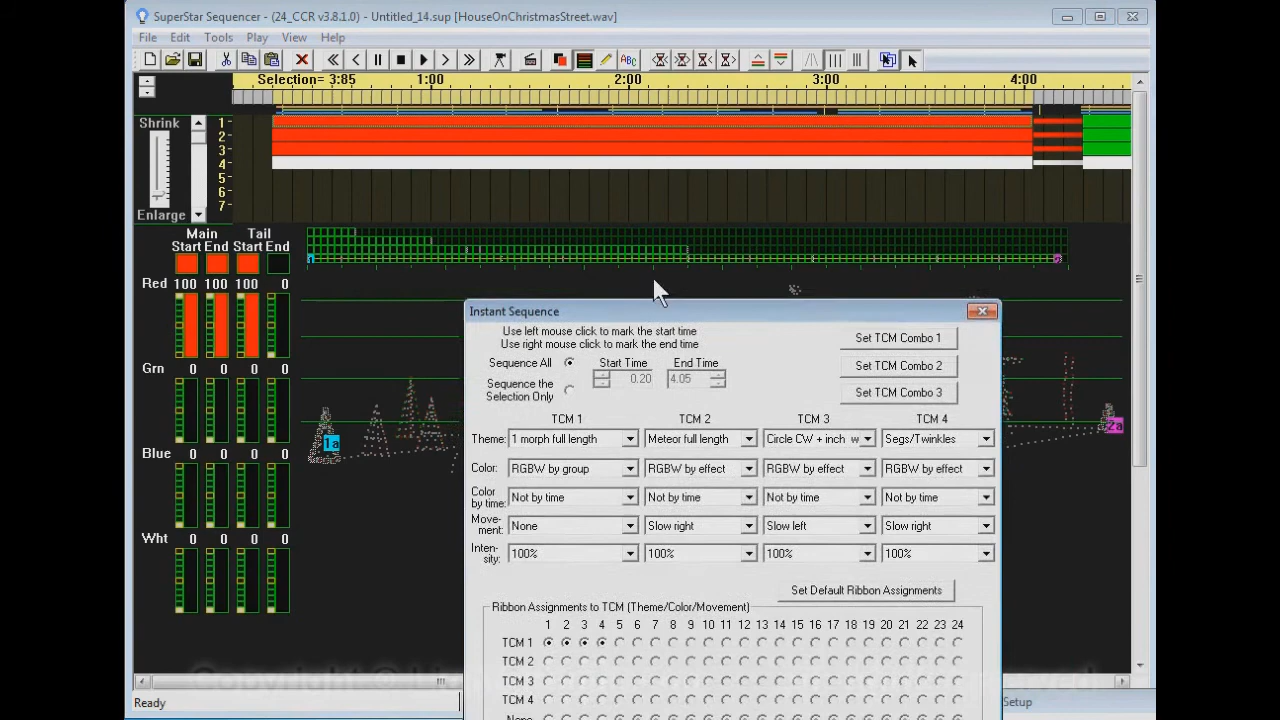 SuperStar Sequencer - (24_CCR v3.8.1.0) - Untitled_14.sup [HouseOnChristmasStreet.wav]
File Edit Tools Play View Help
ABC
Selection= 3:85 1:00 2:00 3:00 4:00
Shrink
Enlarge
1
2
3
4
5
6
7
Main Tail
Start End Start End
Red 100 100 100 0
Grn 0 0 0 0
Blue 0 0 0 0
Wht 0 0 0 0
1a
2a
Instant Sequence
Use left mouse click to mark the start time
Use right mouse click to mark the end time
Sequence All
Sequence the Selection Only
Start Time End Time
0.20 4.05
Set TCM Combo 1
Set TCM Combo 2
Set TCM Combo 3
TCM 1 TCM 2 TCM 3 TCM 4
Theme: 1 morph full length Meteor full length Circle CW + inch w Segs/Twinkles
Color: RGBW by group RGBW by effect RGBW by effect RGBW by effect
Color by time: Not by time Not by time Not by time Not by time
Move-ment: None Slow right Slow left Slow right
Inten-sity: 100% 100% 100% 100%
Set Default Ribbon Assignments
Ribbon Assignments to TCM (Theme/Color/Movement)
1 2 3 4 5 6 7 8 9 10 11 12 13 14 15 16 17 18 19 20 21 22 23 24
TCM 1
TCM 2
TCM 3
TCM 4
None
Ready
Setup